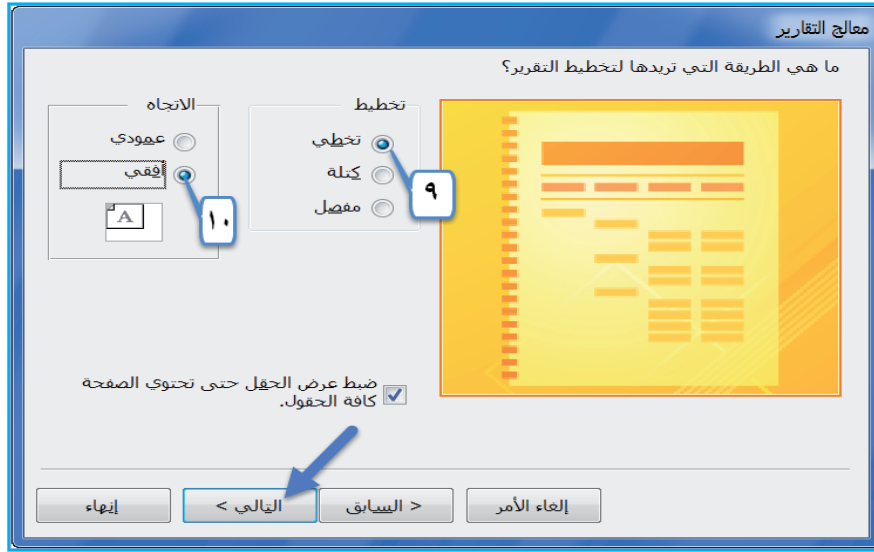 معالج التقارير
ما هي الطريقة التي تريدها لتخطيط التقرير؟
تخطيط
تخطي
كتلة
مفصل
٩
الاتجاه
عمودي
افقي
١٠
A
ضبط عرض الحقل حتى تحتوي الصفحة
كافة الحقول.
إلغاء الأمر
< السابق
التالي >
إنهاء